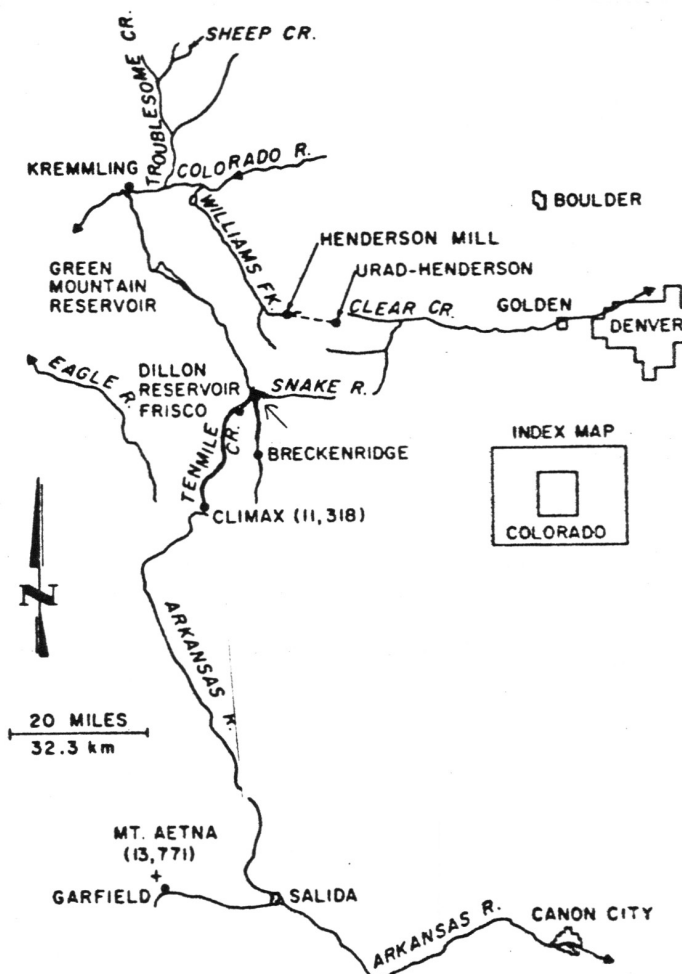 SHEEP CR.
TROUBLESOME CR.
KREMMLING
COLORADO R.
BOULDER
WILLIAMS FK.
HENDERSON MILL
URAD-HENDERSON
GREEN
MOUNTAIN
RESERVOIR
CLEAR CR.
GOLDEN
DENVER
EAGLE R.
DILLON
RESERVOIR
FRISCO
SNAKE R.
TENMILE CR.
BRECKENRIDGE
INDEX MAP
COLORADO
CLIMAX (11,318)
N
ARKANSAS R.
20 MILES
32.3 km
MT. AETNA
(13,771)
+
GARFIELD
SALIDA
ARKANSAS R.
CANON CITY